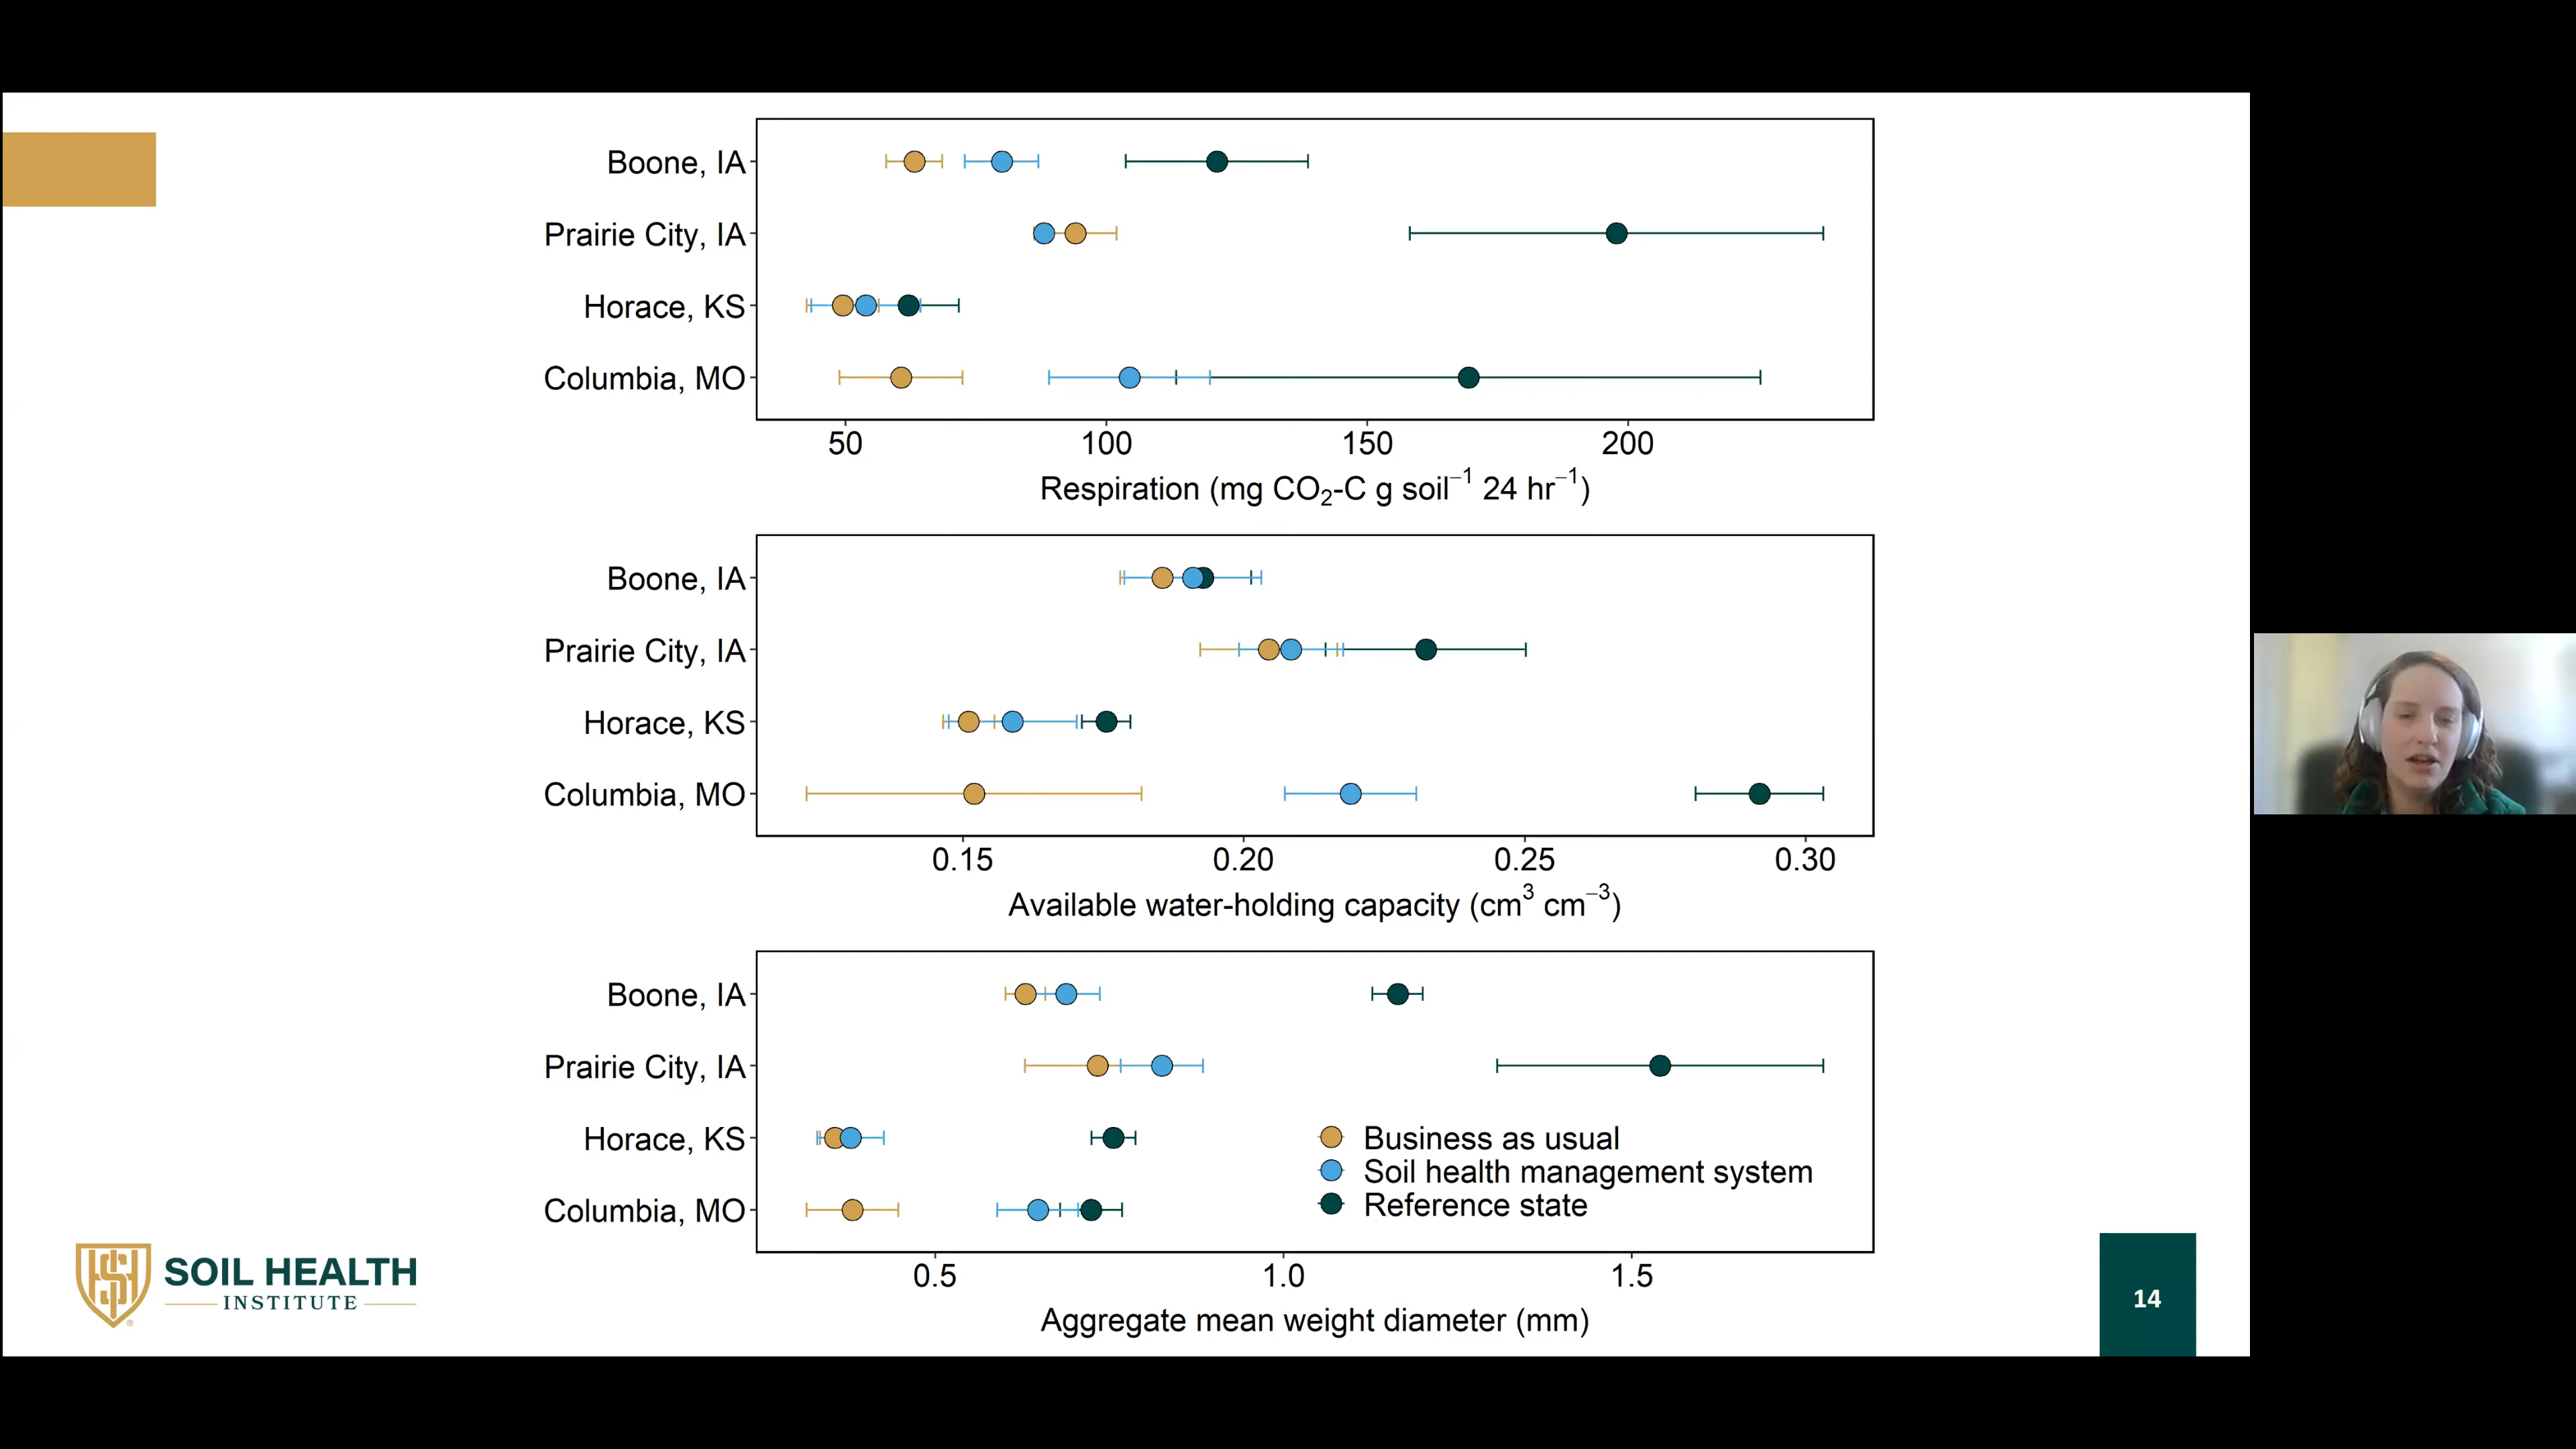 Boone, IA
Prairie City, IA
Horace, KS
Columbia, MO
50 100 150 200
Respiration (mg CO₂-C g soil⁻¹ 24 hr⁻¹)
Boone, IA
Prairie City, IA
Horace, KS
Columbia, MO
0.15 0.20 0.25 0.30
Available water-holding capacity (cm³ cm⁻³)
Boone, IA
Prairie City, IA
Horace, KS
Columbia, MO
Business as usual
Soil health management system
Reference state
0.5 1.0 1.5
Aggregate mean weight diameter (mm)
SOIL HEALTH
INSTITUTE
®
14